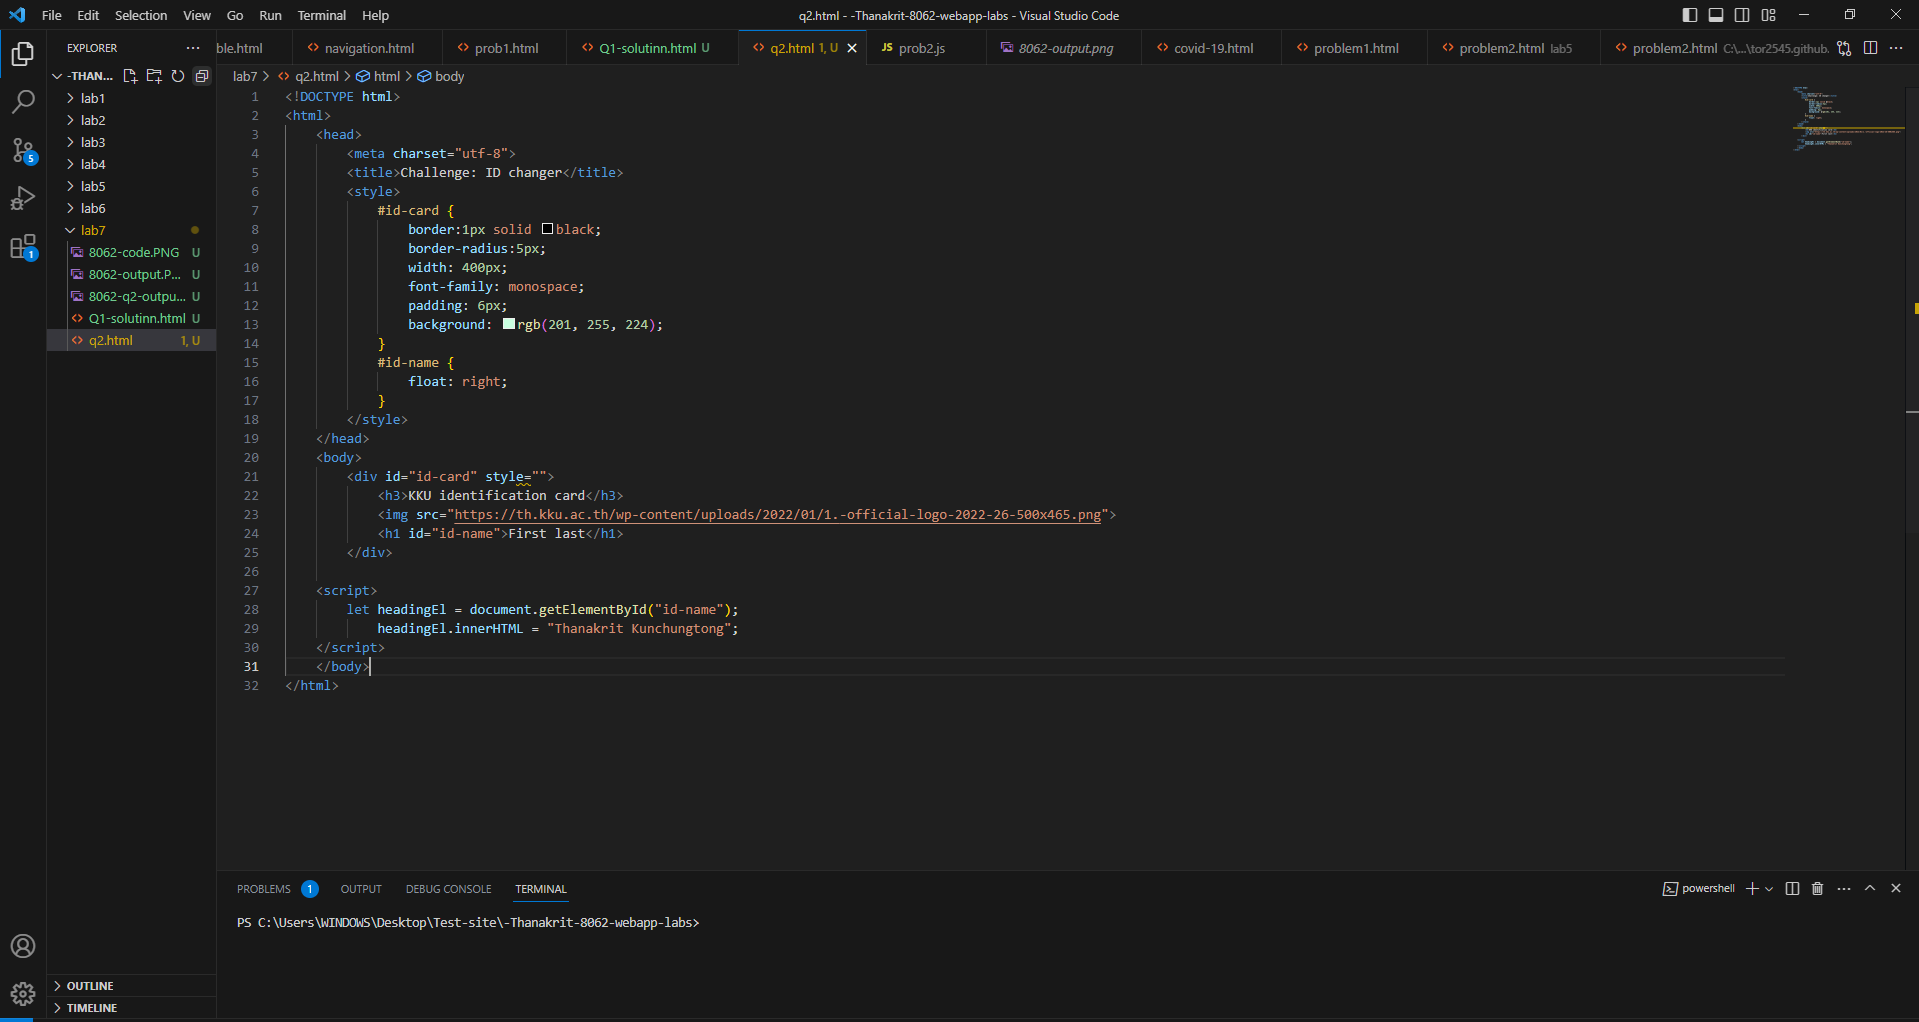 File Edit Selection View Go Run Terminal Help
q2.html - -Thanakrit-8062-webapp-labs - Visual Studio Code
EXPLORER
ble.html
navigation.html
prob1.html
Q1-solutinn.html U
q2.html 1, U
JS prob2.js
8062-output.png
covid-19.html
problem1.html
problem2.html lab5
problem2.html C:\...\tor2545.github.
-THAN...
lab1
lab2
lab3
lab4
lab5
lab6
lab7
8062-code.PNG U
8062-output.P... U
8062-q2-outpu... U
Q1-solutinn.html U
q2.html 1, U
5
1
OUTLINE
TIMELINE
lab7 > q2.html > html > body
1 <!DOCTYPE html>
2 <html>
3 <head>
4 <meta charset="utf-8">
5 <title>Challenge: ID changer</title>
6 <style>
7 #id-card {
8 border:1px solid black;
9 border-radius:5px;
10 width: 400px;
11 font-family: monospace;
12 padding: 6px;
13 background: rgb(201, 255, 224);
14 }
15 #id-name {
16 float: right;
17 }
18 </style>
19 </head>
20 <body>
21 <div id="id-card" style="">
22 <h3>KKU identification card</h3>
23 <img src="https://th.kku.ac.th/wp-content/uploads/2022/01/1.-official-logo-2022-26-500x465.png">
24 <h1 id="id-name">First last</h1>
25 </div>
26
27 <script>
28 let headingEl = document.getElementById("id-name");
29 headingEl.innerHTML = "Thanakrit Kunchungtong";
30 </script>
31 </body>
32 </html>
PROBLEMS 1 OUTPUT DEBUG CONSOLE TERMINAL
powershell
PS C:\Users\WINDOWS\Desktop\Test-site\-Thanakrit-8062-webapp-labs>